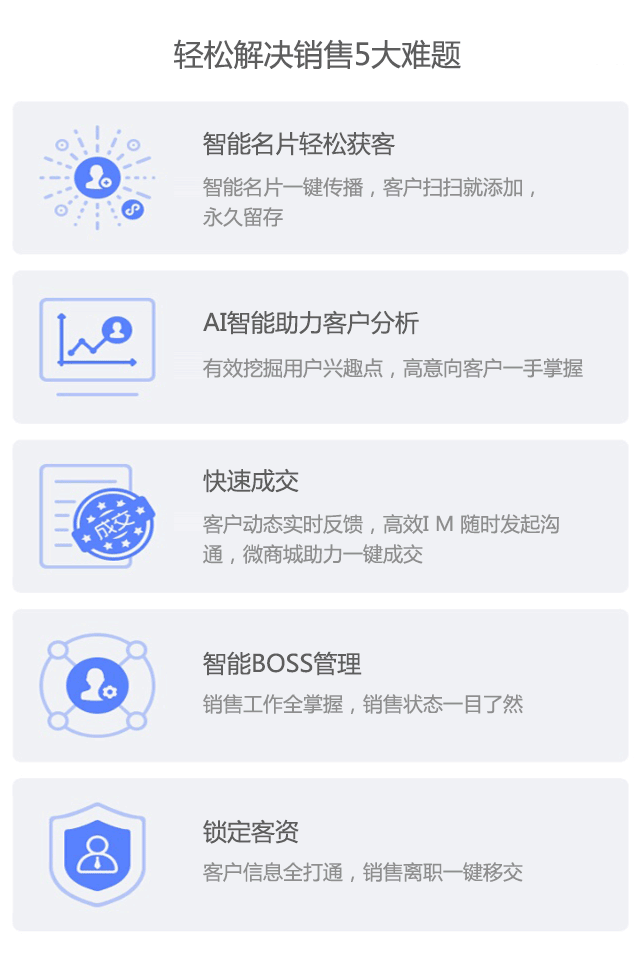 轻松解决销售5大难题
智能名片轻松获客
智能名片一键传播，客户扫扫就添加，
永久留存
AI智能助力客户分析
有效挖掘用户兴趣点，高意向客户一手掌握
快速成交
成交
客户动态实时反馈，高效I M 随时发起沟
通，微商城助力一键成交
智能BOSS管理
销售工作全掌握，销售状态一目了然
锁定客资
客户信息全打通，销售离职一键移交